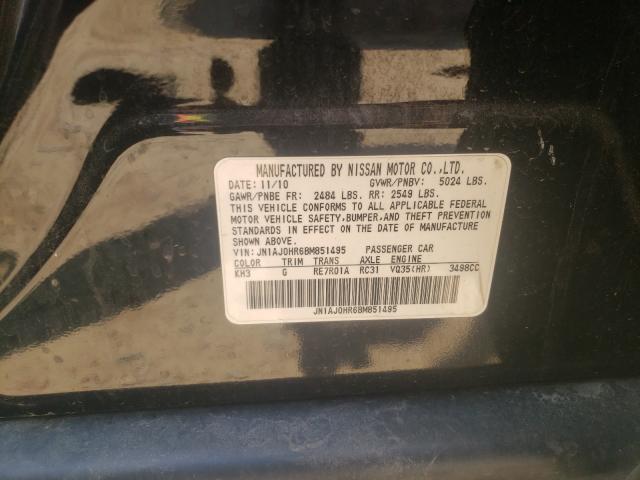 MANUFACTURED BY NISSAN MOTOR CO.,LTD.
DATE: 11/10 GVWR/PNBV: 5024 LBS.
GAWR/PNBE FR: 2484 LBS. RR: 2549 LBS.
THIS VEHICLE CONFORMS TO ALL APPLICABLE FEDERAL
MOTOR VEHICLE SAFETY, BUMPER, AND THEFT PREVENTION
STANDARDS IN EFFECT ON THE DATE OF MANUFACTURE
SHOWN ABOVE.
VIN: JN1AJ0HR6BM851495 PASSENGER CAR
COLOR TRIM TRANS AXLE ENGINE
KH3 G RE7R01A RC31 VQ35(HR) 3498CC
JN1AJ0HR6BM851495